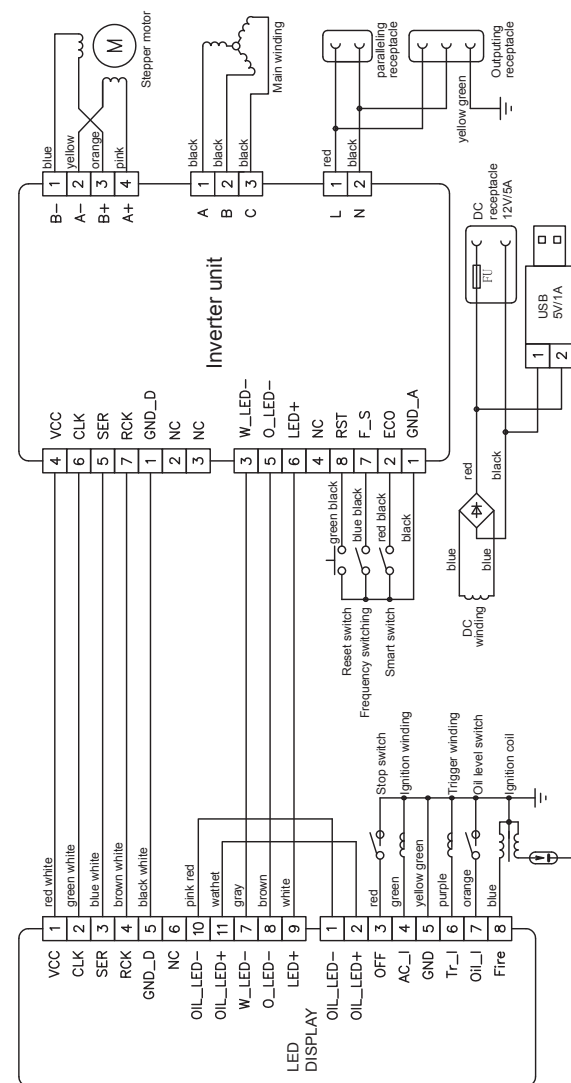 blue
yellow
orange
pink
Stepper motor
M
1
2
3
4
B-
A-
B+
A+
black
black
black
Main winding
1
2
3
A
B
C
red
black
1
2
L
N
paralleling
receptacle
Outputing
receptacle
yellow green
Inverter unit
VCC
CLK
SER
RCK
GND_D
NC
NC
4
6
5
7
1
2
3
W_LED-
O_LED-
LED+
NC
RST
F_S
ECO
GND_A
3
5
6
4
8
7
2
1
green black
blue black
red black
black
Reset switch
Frequency switching
Smart switch
DC
receptacle
12V/5A
FU
USB
5V/1A
1
2
red
black
blue
blue
DC
winding
red white
green white
blue white
brown white
black white
pink red
wathet
gray
brown
white
1
2
3
4
5
6
10
11
7
8
9
VCC
CLK
SER
RCK
GND_D
NC
OIL_LED-
OIL_LED+
W_LED-
O_LED-
LED+
1
2
3
4
5
6
7
8
OIL_LED-
OIL_LED+
OFF
AC_I
GND
Tr_I
Oil_I
Fire
red
green
yellow green
purple
orange
blue
Stop switch
Ignition winding
Trigger winding
Oil level switch
Ignition coil
LED
DISPLAY